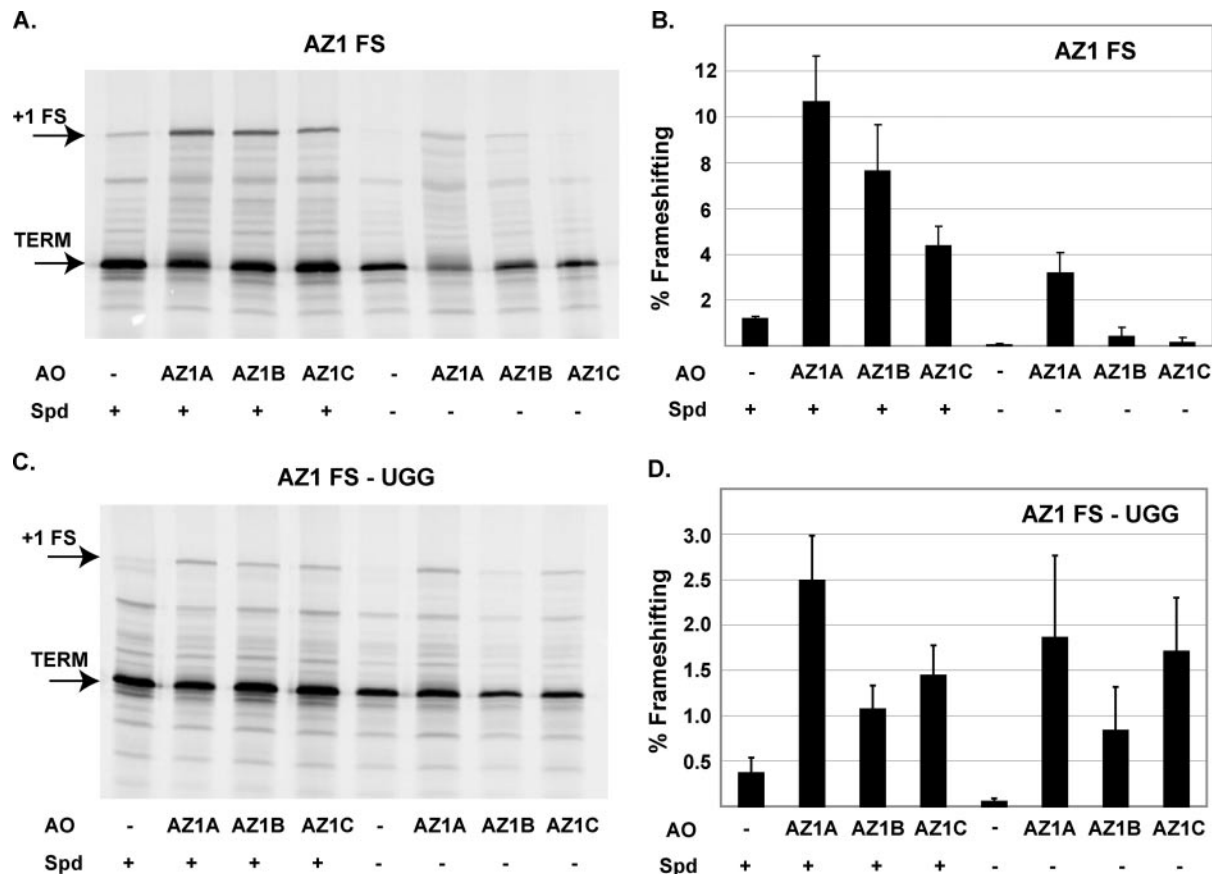 A.
AZ1 FS
+1 FS
TERM
AO - AZ1A AZ1B AZ1C - AZ1A AZ1B AZ1C
Spd + + + + - - - -
B.
AZ1 FS
% Frameshifting
12
10
8
6
4
2
AO - AZ1A AZ1B AZ1C - AZ1A AZ1B AZ1C
Spd + + + + - - - -
C.
AZ1 FS - UGG
+1 FS
TERM
AO - AZ1A AZ1B AZ1C - AZ1A AZ1B AZ1C
Spd + + + + - - - -
D.
AZ1 FS - UGG
% Frameshifting
3.0
2.5
2.0
1.5
1.0
0.5
AO - AZ1A AZ1B AZ1C - AZ1A AZ1B AZ1C
Spd + + + + - - - -